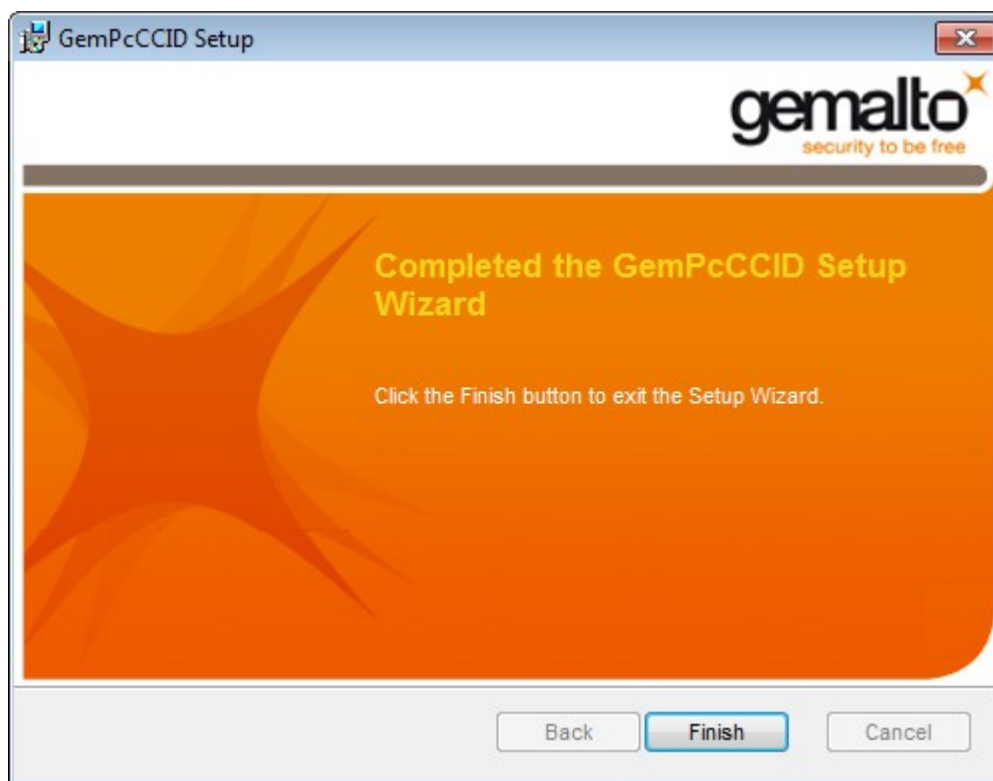 GemPcCCID Setup
gemalto
security to be free
Completed the GemPcCCID Setup
Wizard
Click the Finish button to exit the Setup Wizard.
Back Finish Cancel